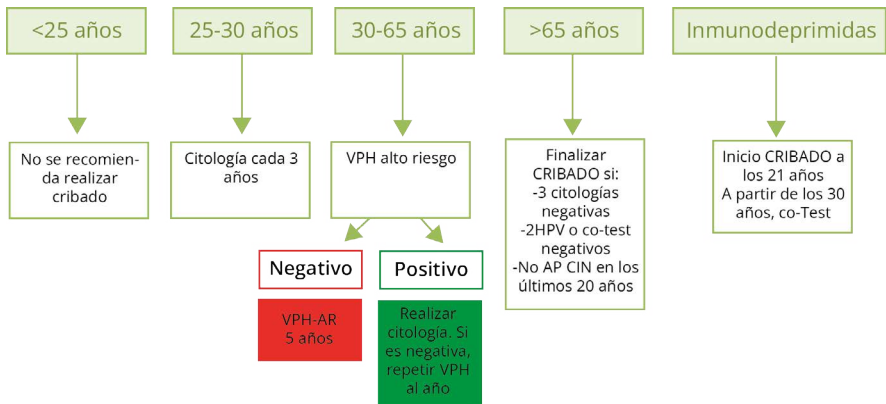 <25 años
25-30 años
30-65 años
>65 años
Inmunodeprimidas
No se recomien-
da realizar
cribado
Citología cada 3
años
VPH alto riesgo
Finalizar
CRIBADO si:
-3 citologías
negativas
-2HPV o co-test
negativos
-No AP CIN en los
últimos 20 años
Inicio CRIBADO a
los 21 años
A partir de los 30
años, co-Test
Negativo
Positivo
VPH-AR
5 años
Realizar
citología. Si
es negativa,
repetir VPH
al año